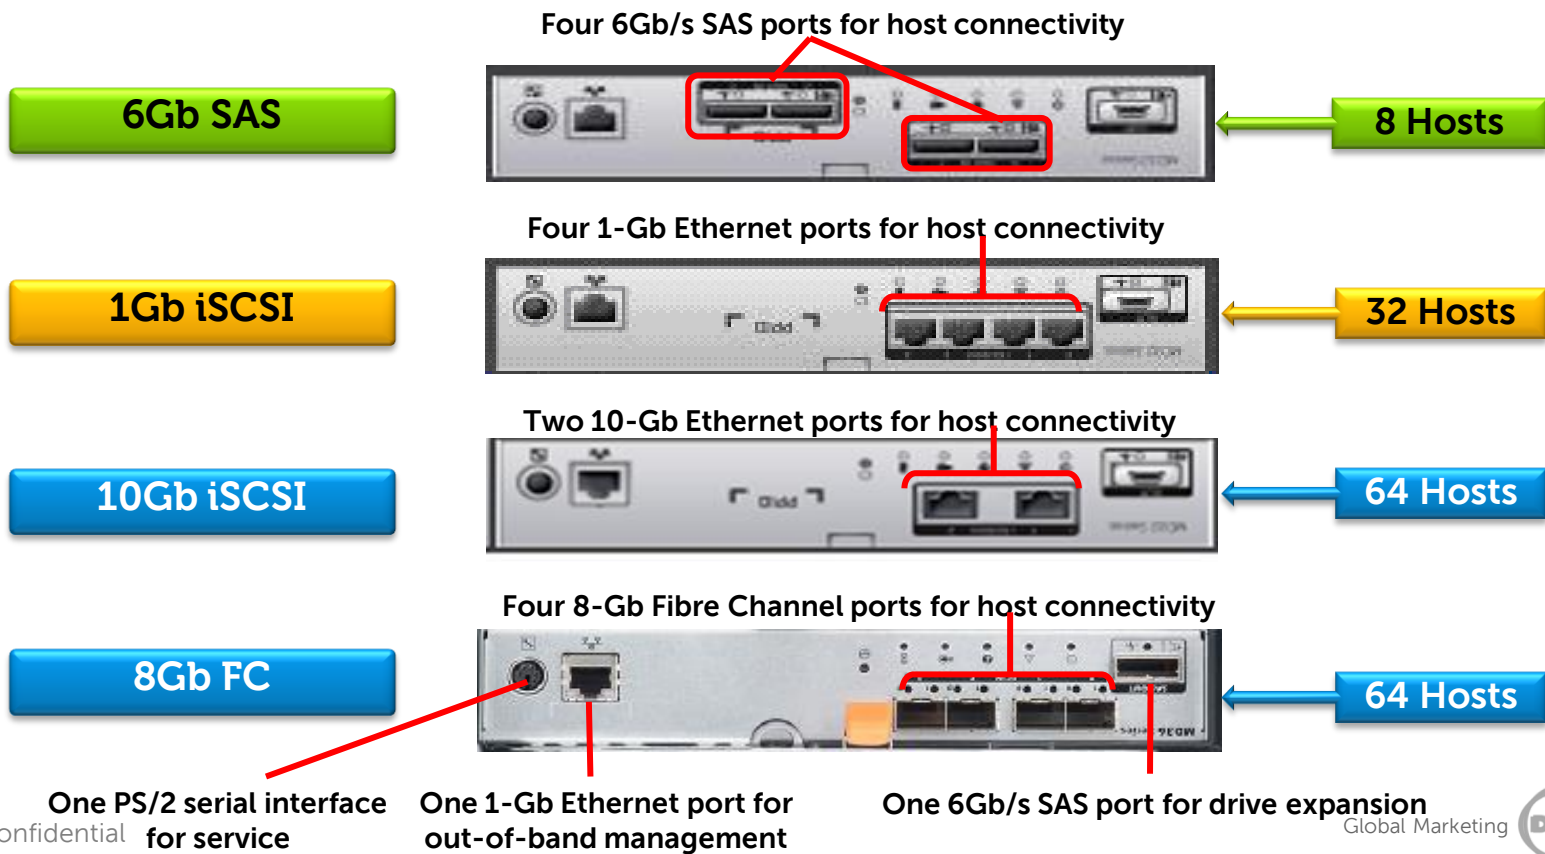 Four 6Gb/s SAS ports for host connectivity
6Gb SAS
8 Hosts
Four 1-Gb Ethernet ports for host connectivity
1Gb iSCSI
32 Hosts
Two 10-Gb Ethernet ports for host connectivity
10Gb iSCSI
64 Hosts
Four 8-Gb Fibre Channel ports for host connectivity
8Gb FC
64 Hosts
One PS/2 serial interface
for service
One 1-Gb Ethernet port for
out-of-band management
One 6Gb/s SAS port for drive expansion
onfidential
Global Marketing